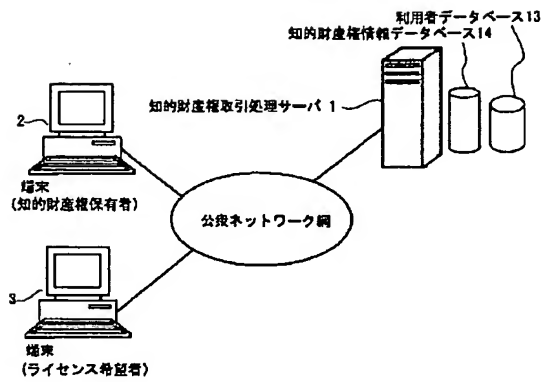 利用者データベース13
知的財産権情報データベース14
知的財産権取引処理サーバ 1
2
端末
(知的財産権保有者)
公衆ネットワーク網
3
端末
(ライセンス希望者)